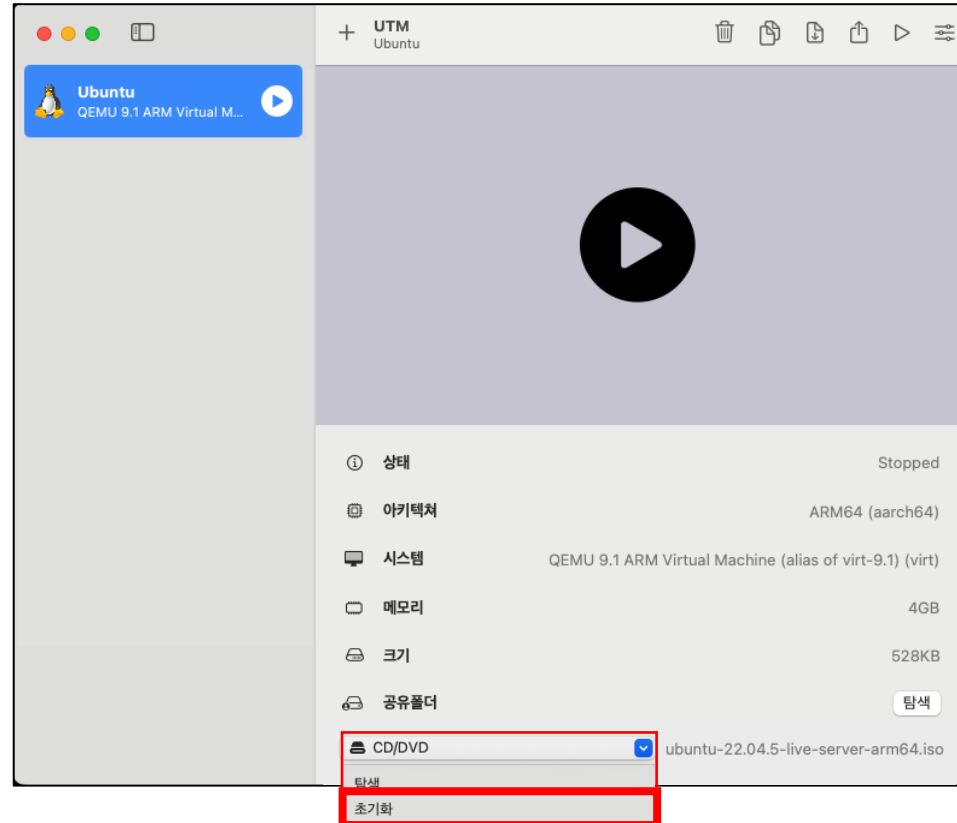 UTM
Ubuntu
Ubuntu
QEMU 9.1 ARM Virtual M...
상태 Stopped
아키텍쳐 ARM64 (aarch64)
시스템 QEMU 9.1 ARM Virtual Machine (alias of virt-9.1) (virt)
메모리 4GB
크기 528KB
공유폴더 탐색
CD/DVD ubuntu-22.04.5-live-server-arm64.iso
탐색
초기화